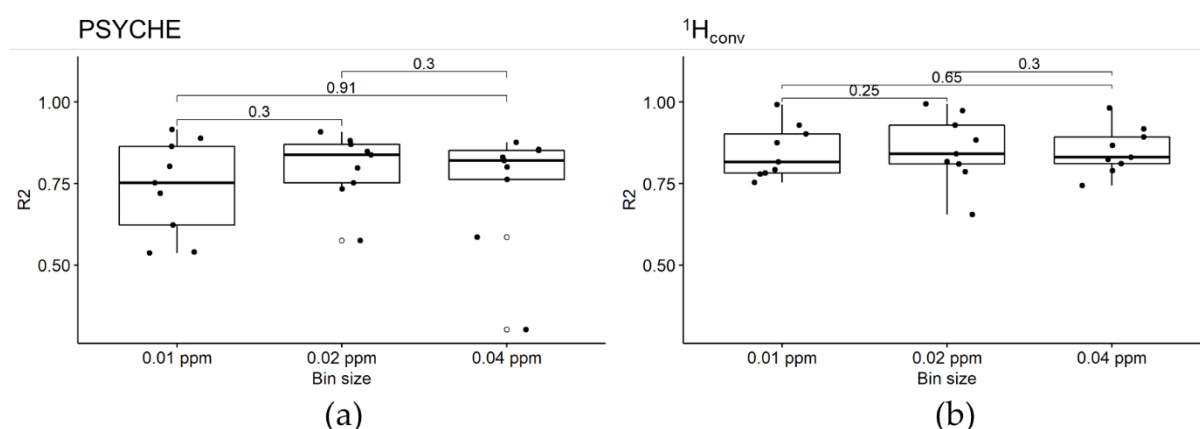 PSYCHE
0.3
0.91
0.3
1.00
0.75
0.50
R2
0.01 ppm 0.02 ppm 0.04 ppm
Bin size
(a)
¹Hconv
0.3
0.65
0.25
1.00
0.75
0.50
R2
0.01 ppm 0.02 ppm 0.04 ppm
Bin size
(b)